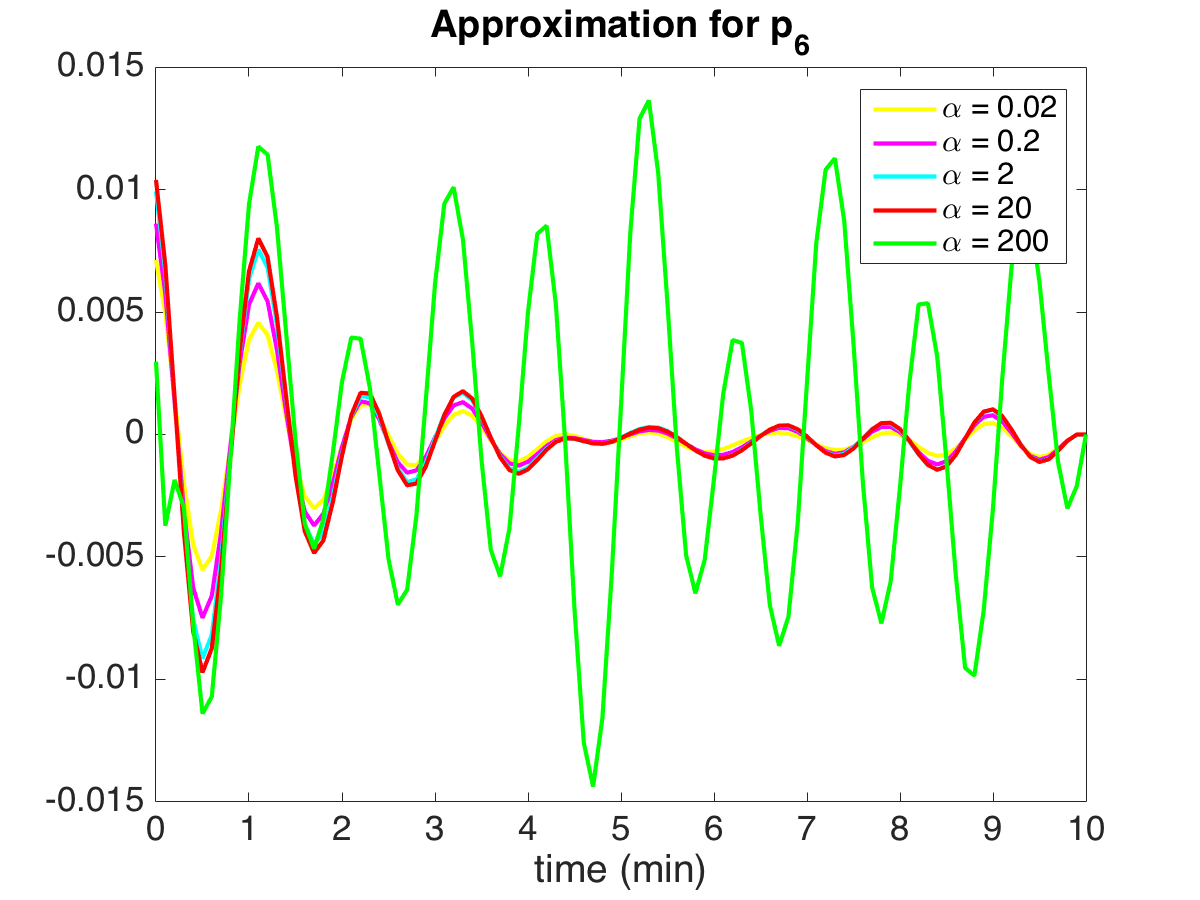 Approximation for p6
0.015
0.01
0.005
0
-0.005
-0.01
-0.015
α = 0.02
α = 0.2
α = 2
α = 20
α = 200
0 1 2 3 4 5 6 7 8 9 10
time (min)